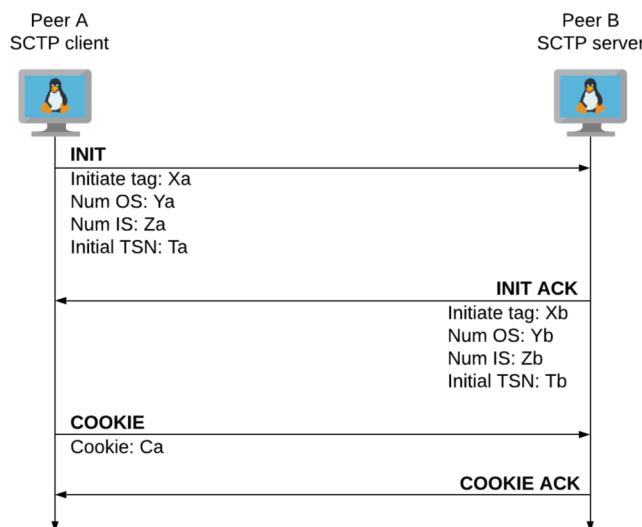 Peer A
SCTP client
Peer B
SCTP server
INIT
Initiate tag: Xa
Num OS: Ya
Num IS: Za
Initial TSN: Ta
INIT ACK
Initiate tag: Xb
Num OS: Yb
Num IS: Zb
Initial TSN: Tb
COOKIE
Cookie: Ca
COOKIE ACK